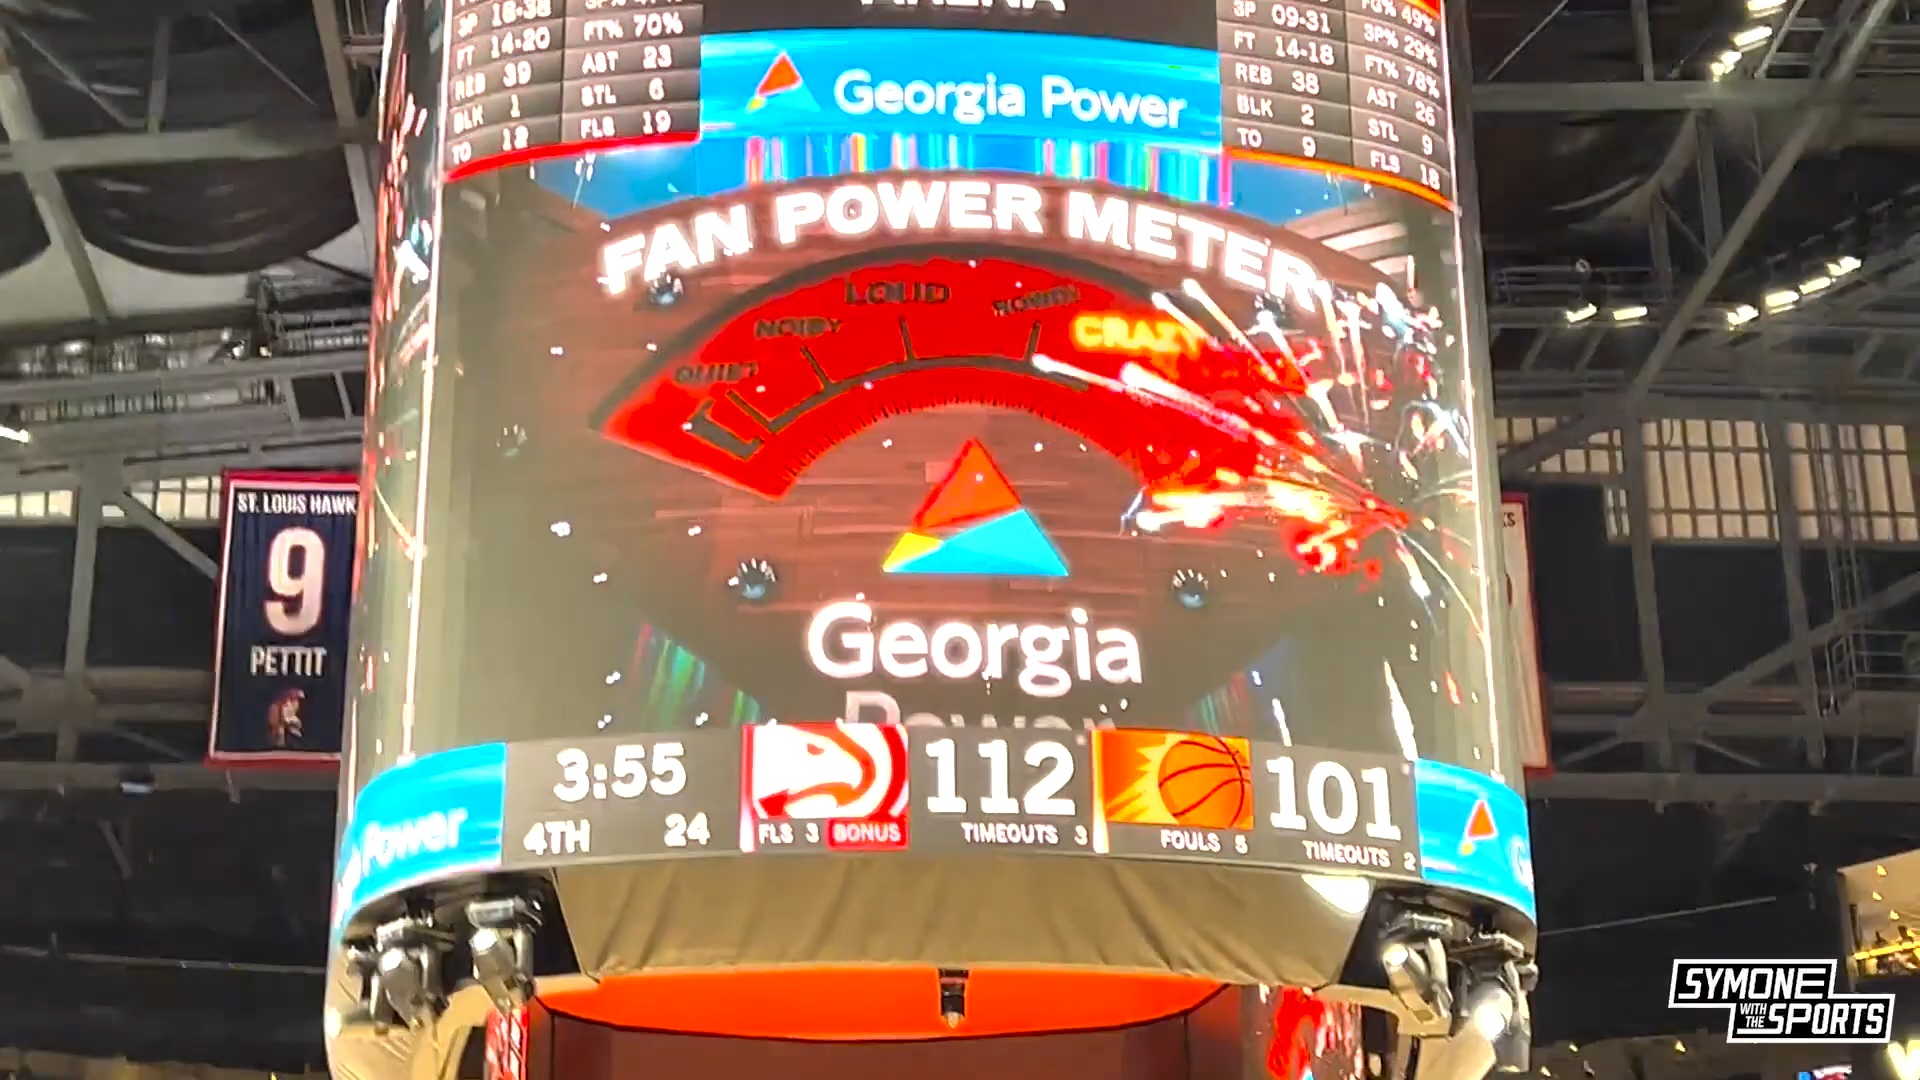 ARENA
3P 16-38
FT 14-20
FT% 70%
REB 39
AST 23
BLK 1
STL 6
TO 12
FLS 19
Georgia Power
3P 09-31
FG% 49%
FT 14-18
3P% 29%
REB 38
FT% 78%
BLK 2
AST 26
TO 9
STL 9
FLS 18
FAN POWER METER
QUIET
NOISY
LOUD
ROWDY
CRAZY
Georgia
Power
ST. LOUIS HAWK
9
PETTIT
3:55
4TH 24
FLS 3 BONUS
112
TIMEOUTS 3
FOULS 5
101
TIMEOUTS 2
Power
G
SYMONE
WITH THE
SPORTS